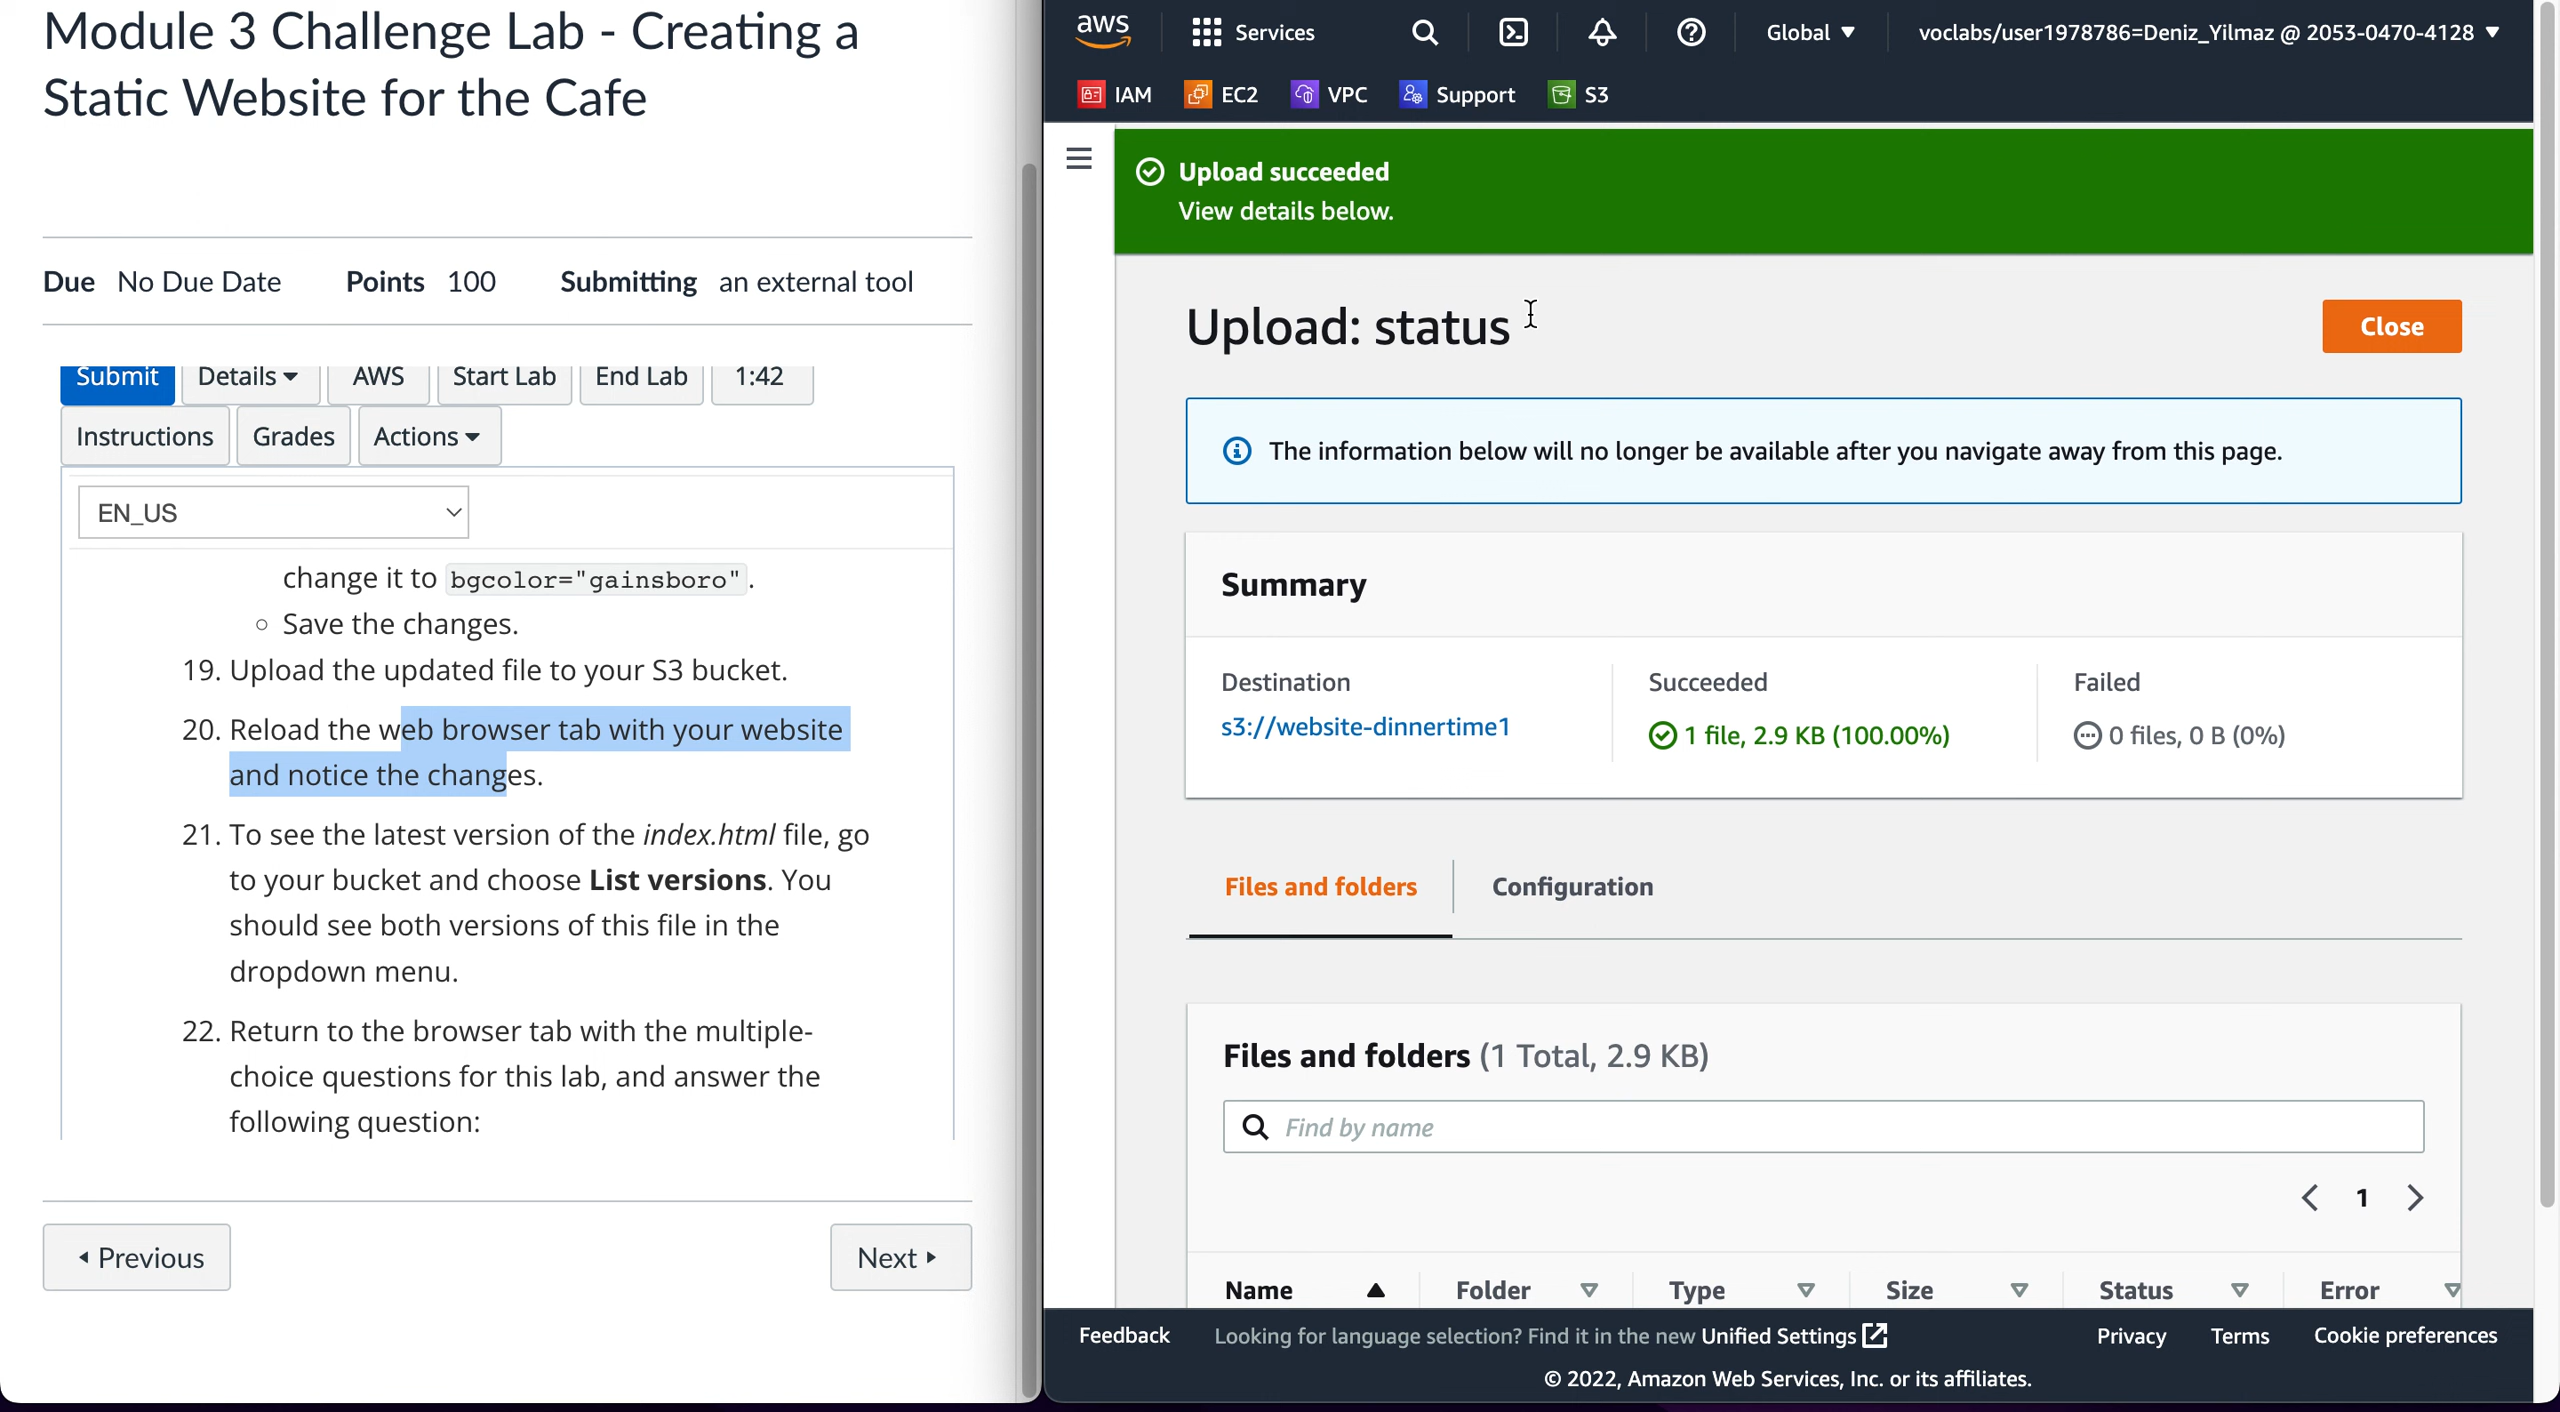 Module 3 Challenge Lab - Creating a
Static Website for the Cafe
Due No Due Date Points 100 Submitting an external tool
Submit Details AWS Start Lab End Lab 1:42
Instructions Grades Actions
EN_US
change it to bgcolor="gainsboro".
Save the changes.
19. Upload the updated file to your S3 bucket.
20. Reload the web browser tab with your website
and notice the changes.
21. To see the latest version of the index.html file, go
to your bucket and choose List versions. You
should see both versions of this file in the
dropdown menu.
22. Return to the browser tab with the multiple-
choice questions for this lab, and answer the
following question:
Previous
Next
aws Services Global voclabs/user1978786=Deniz_Yilmaz @ 2053-0470-4128
IAM EC2 VPC Support S3
Upload succeeded
View details below.
Upload: status
Close
The information below will no longer be available after you navigate away from this page.
Summary
Destination Succeeded Failed
s3://website-dinnertime1 1 file, 2.9 KB (100.00%) 0 files, 0 B (0%)
Files and folders Configuration
Files and folders (1 Total, 2.9 KB)
Find by name
1
Name Folder Type Size Status Error
Feedback Looking for language selection? Find it in the new Unified Settings Privacy Terms Cookie preferences
© 2022, Amazon Web Services, Inc. or its affiliates.